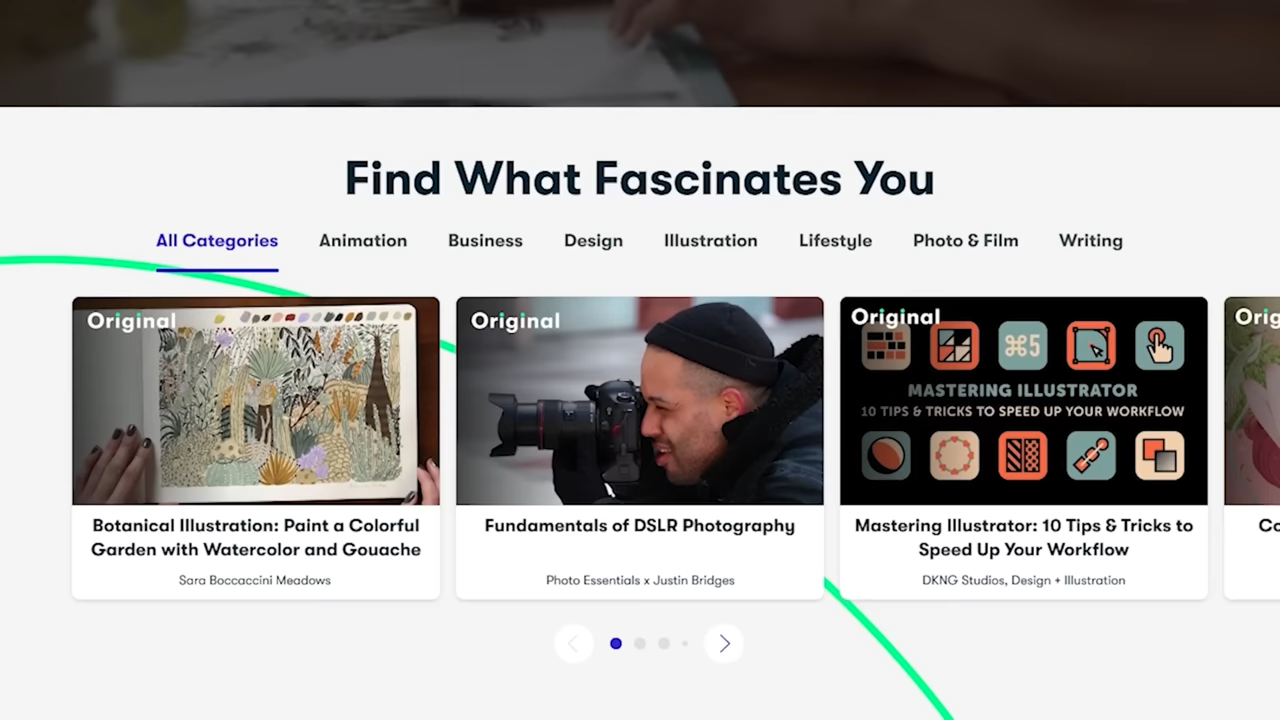 Find What Fascinates You
All Categories Animation Business Design Illustration Lifestyle Photo & Film Writing
Original Original Original Orig
⌘5
MASTERING ILLUSTRATOR
10 TIPS & TRICKS TO SPEED UP YOUR WORKFLOW
Botanical Illustration: Paint a Colorful
Garden with Watercolor and Gouache
Sara Boccaccini Meadows
Fundamentals of DSLR Photography
Photo Essentials x Justin Bridges
Mastering Illustrator: 10 Tips & Tricks to
Speed Up Your Workflow
DKNG Studios, Design + Illustration
Co